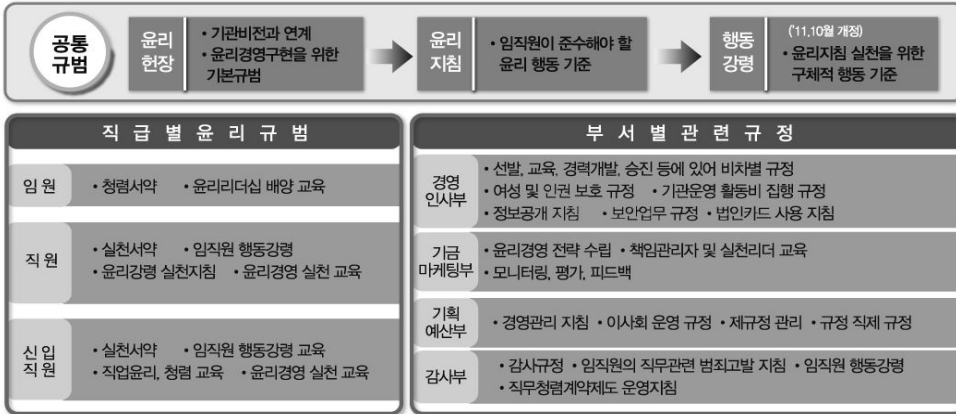 공통
규범
윤리
헌장
• 기관비전과 연계
• 윤리경영구현을 위한
기본규범
윤리
지침
• 임직원이 준수해야 할
윤리 행동 기준
행동
강령
('11.10월 개정)
• 윤리지침 실천을 위한
구체적 행동 기준
직급별윤리규범
임원
• 청렴서약 • 윤리리더십 배양 교육
직원
• 실천서약 • 임직원 행동강령
• 윤리강령 실천지침 • 윤리경영 실천 교육
신입
직원
• 실천서약 • 임직원 행동강령 교육
• 직업윤리, 청렴 교육 • 윤리경영 실천 교육
부서별관련규정
경영
인사부
• 선발, 교육, 경력개발, 승진 등에 있어 비차별 규정
• 여성 및 인권 보호 규정 • 기관운영 활동비 집행 규정
• 정보공개 지침 • 보안업무 규정 • 법인카드 사용 지침
기금
마케팅부
• 윤리경영 전략 수립 • 책임관리자 및 실천리더 교육
• 모니터링, 평가, 피드백
기획
예산부
• 경영관리 지침 • 이사회 운영 규정 • 제규정 관리 • 규정 직제 규정
감사부
• 감사규정 • 임직원의 직무관련 범죄고발 지침 • 임직원 행동강령
• 직무청렴계약제도 운영지침